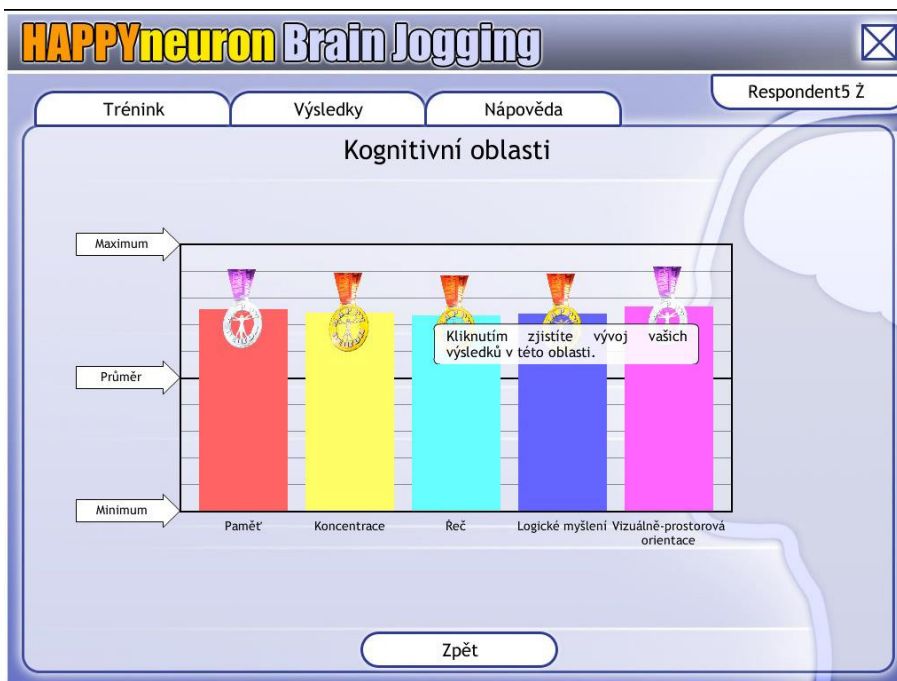 HAPPYneuron Brain Jogging
Respondent5 Ž
Trénink
Výsledky
Nápověda
Kognitivní oblasti
Maximum
Kliknutím zjistíte vývoj vašich
výsledků v této oblasti.
Průměr
Minimum
Paměť
Koncentrace
Řeč
Logické myšlení
Vizuálně-prostorová
orientace
Zpět